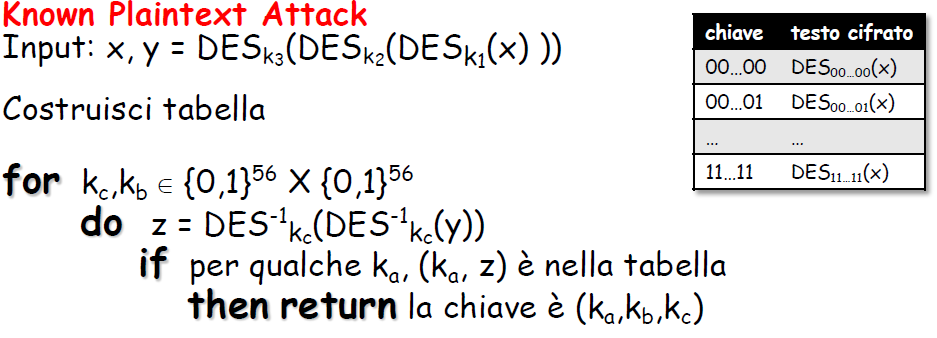 Known Plaintext Attack
Input: x, y = DESk3(DESk2(DESk1(x) ))
Costruisci tabella
for kc,kb ∈ {0,1}56 X {0,1}56
do z = DES-1kc(DES-1kc(y))
if per qualche ka, (ka, z) è nella tabella
then return la chiave è (ka,kb,kc)
chiave testo cifrato
00...00 DES00...00(x)
00...01 DES00...01(x)
... ...
11...11 DES11...11(x)